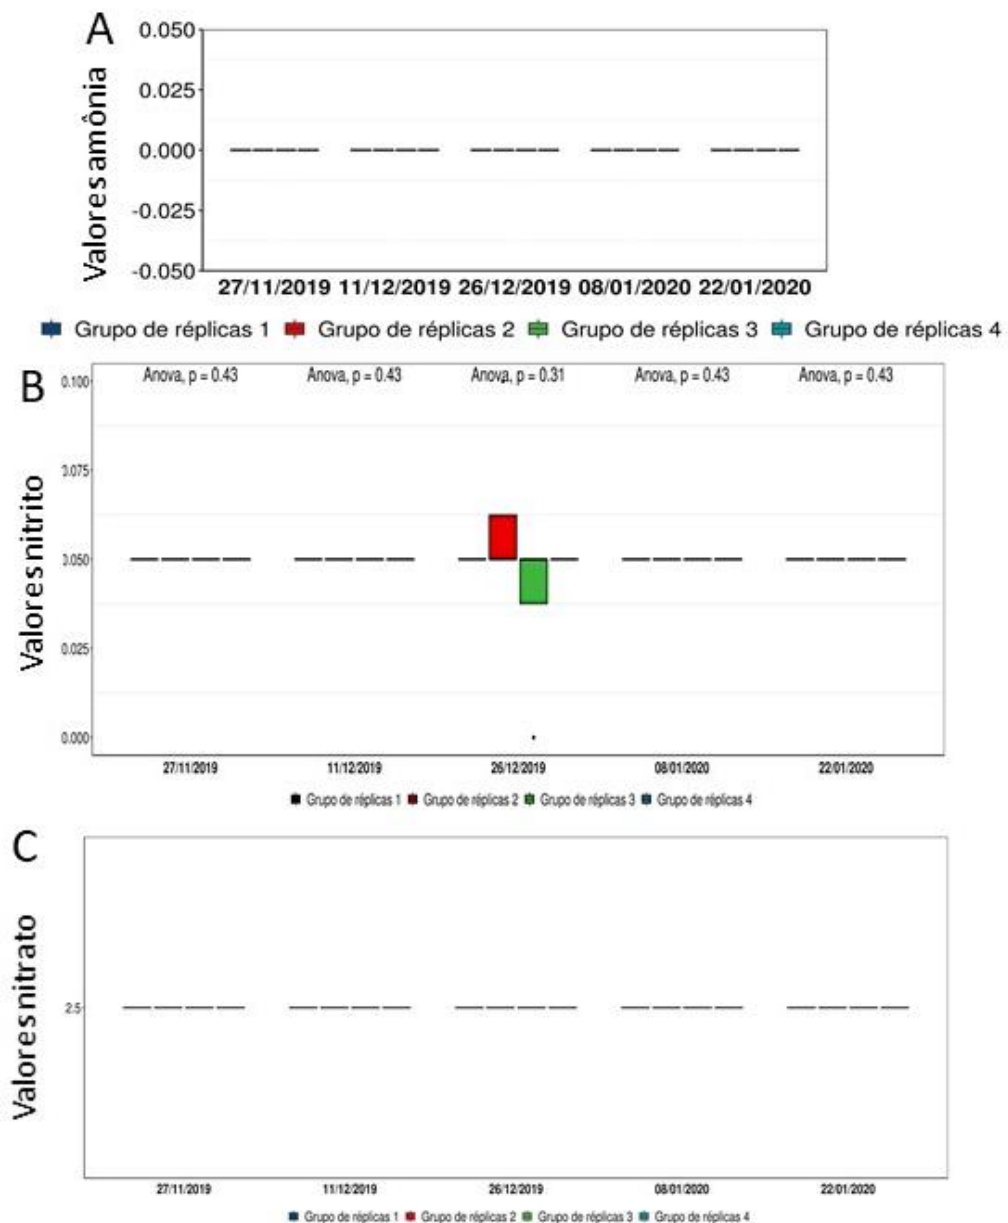 A
Valores amônia
0.050
0.025
0.000
-0.025
-0.050
27/11/2019 11/12/2019 26/12/2019 08/01/2020 22/01/2020
Grupo de réplicas 1 Grupo de réplicas 2 Grupo de réplicas 3 Grupo de réplicas 4
B
Valores nitrito
Anova, p = 0.43 Anova, p = 0.43 Anova, p = 0.31 Anova, p = 0.43 Anova, p = 0.43
0.100
0.075
0.050
0.025
0.000
27/11/2019 11/12/2019 26/12/2019 08/01/2020 22/01/2020
Grupo de réplicas 1 Grupo de réplicas 2 Grupo de réplicas 3 Grupo de réplicas 4
C
Valores nitrato
2.5
27/11/2019 11/12/2019 26/12/2019 08/01/2020 22/01/2020
Grupo de réplicas 1 Grupo de réplicas 2 Grupo de réplicas 3 Grupo de réplicas 4